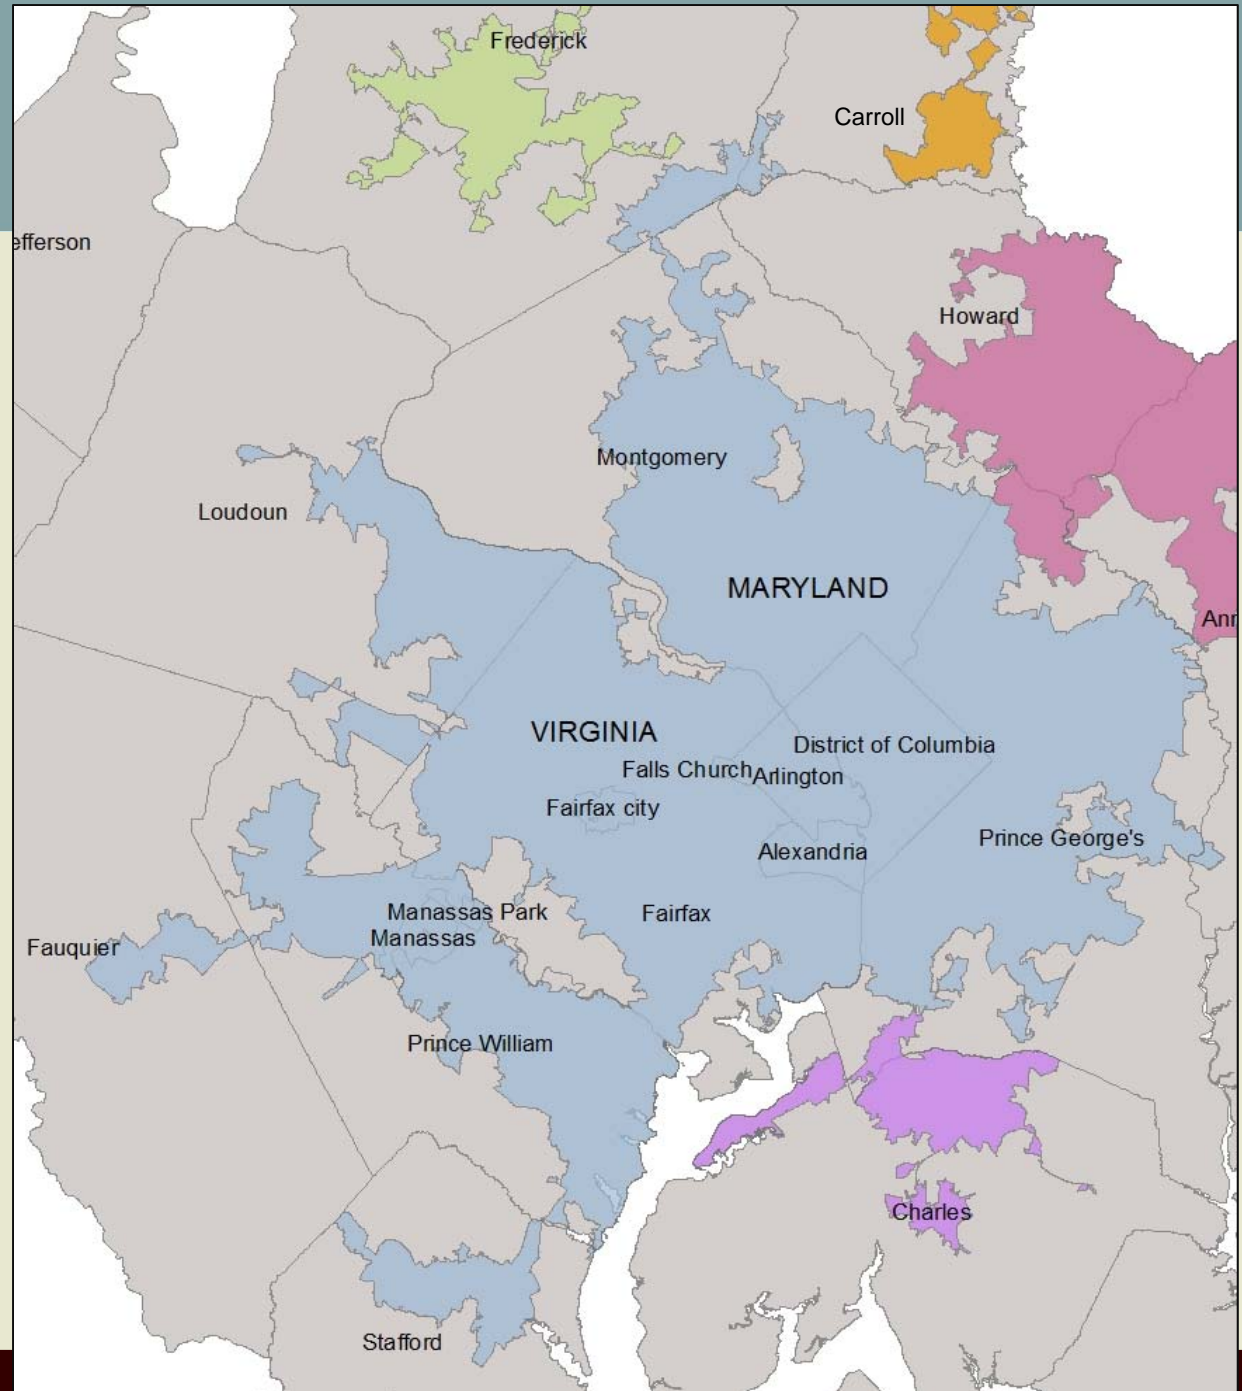 Frederick
Carroll
efferson
Howard
Montgomery
Loudoun
MARYLAND
Ann
VIRGINIA
District of Columbia
Falls Church
Arlington
Fairfax city
Prince George's
Alexandria
Manassas Park
Fairfax
Manassas
Fauquier
Prince William
Charles
Stafford